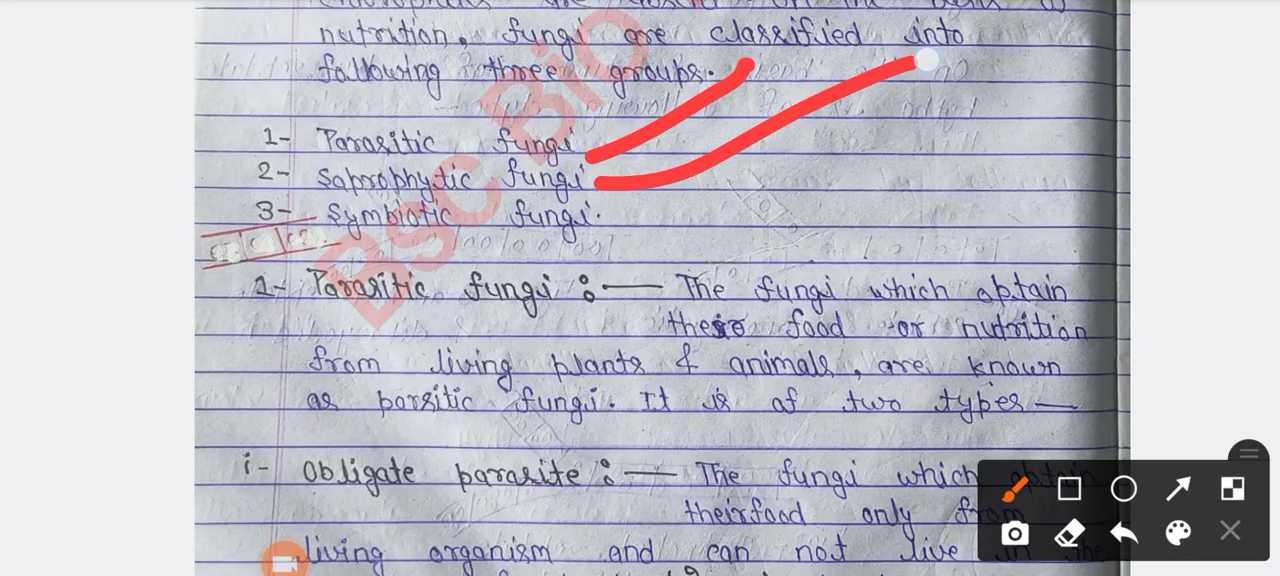 nutrition, fungi are classified into
following three groups.
1- Parasitic fungi
2- Saprophytic fungi
3- Symbiotic fungi.
BSC BiO
1- Parasitic fungi :— The fungi which obtain
their food or nutrition
from living plants & animals, are known
as parsitic fungi. It is of two types —
i- Obligate parasite :— The fungi which obtain
their food only from
living organism and can not live in the